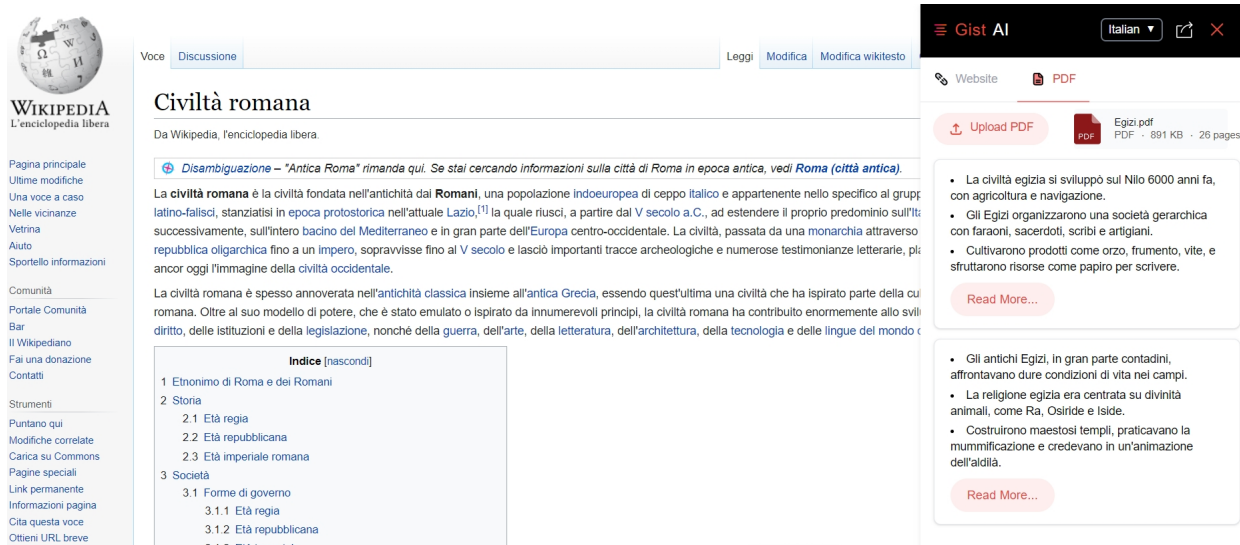 WIKIPEDIA
L'enciclopedia libera
Pagina principale
Ultime modifiche
Una voce a caso
Nelle vicinanze
Vetrina
Aiuto
Sportello informazioni
Comunità
Portale Comunità
Bar
Il Wikipediano
Fai una donazione
Contatti
Strumenti
Puntano qui
Modifiche correlate
Carica su Commons
Pagine speciali
Link permanente
Informazioni pagina
Cita questa voce
Ottieni URL breve
Voce Discussione
Leggi Modifica Modifica wikitesto
Civiltà romana
Da Wikipedia, l'enciclopedia libera.
Disambiguazione – "Antica Roma" rimanda qui. Se stai cercando informazioni sulla città di Roma in epoca antica, vedi Roma (città antica).
La civiltà romana è la civiltà fondata nell'antichità dai Romani, una popolazione indoeuropea di ceppo italico e appartenente nello specifico al grupp
latino-falisci, stanziatisi in epoca protostorica nell'attuale Lazio,[1] la quale riuscì, a partire dal V secolo a.C., ad estendere il proprio predominio sull'Ita
successivamente, sull'intero bacino del Mediterraneo e in gran parte dell'Europa centro-occidentale. La civiltà, passata da una monarchia attraverso
repubblica oligarchica fino a un impero, sopravvisse fino al V secolo e lasciò importanti tracce archeologiche e numerose testimonianze letterarie, pla
ancor oggi l'immagine della civiltà occidentale.
La civiltà romana è spesso annoverata nell'antichità classica insieme all'antica Grecia, essendo quest'ultima una civiltà che ha ispirato parte della cul
romana. Oltre al suo modello di potere, che è stato emulato o ispirato da innumerevoli principi, la civiltà romana ha contribuito enormemente allo svil
diritto, delle istituzioni e della legislazione, nonché della guerra, dell'arte, della letteratura, dell'architettura, della tecnologia e delle lingue del mondo
Indice [nascondi]
1 Etnonimo di Roma e dei Romani
2 Storia
2.1 Età regia
2.2 Età repubblicana
2.3 Età imperiale romana
3 Società
3.1 Forme di governo
3.1.1 Età regia
3.1.2 Età repubblicana
Gist AI
Italian ▼
Website PDF
Upload PDF
PDF
Egizi.pdf
PDF · 891 KB · 26 pages
• La civiltà egizia si sviluppò sul Nilo 6000 anni fa,
con agricoltura e navigazione.
• Gli Egizi organizzarono una società gerarchica
con faraoni, sacerdoti, scribi e artigiani.
• Cultivarono prodotti come orzo, frumento, vite, e
sfruttarono risorse come papiro per scrivere.
Read More...
• Gli antichi Egizi, in gran parte contadini,
affrontavano dure condizioni di vita nei campi.
• La religione egizia era centrata su divinità
animali, come Ra, Osiride e Iside.
• Costruirono maestosi templi, praticavano la
mummificazione e credevano in un'animazione
dell'aldilà.
Read More...